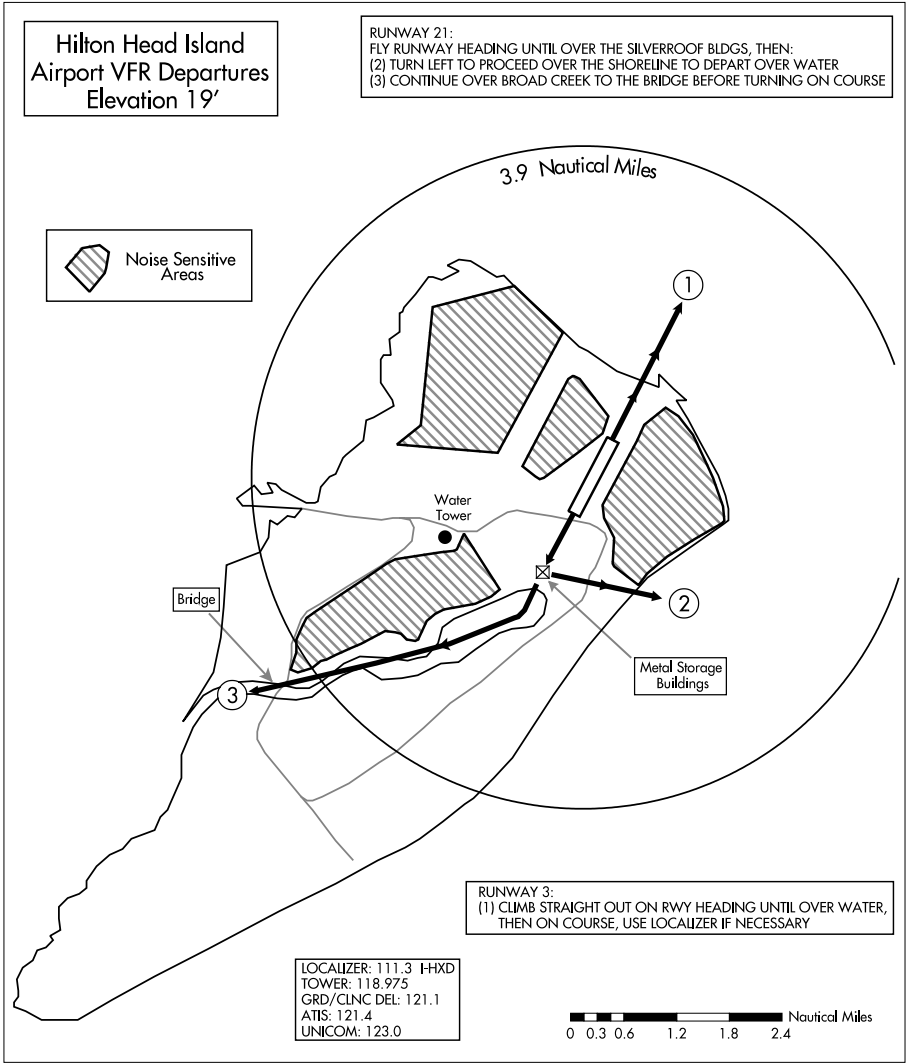 Hilton Head Island
Airport VFR Departures
Elevation 19’
RUNWAY 21:
FLY RUNWAY HEADING UNTIL OVER THE SILVERROOF BLDGS, THEN:
(2) TURN LEFT TO PROCEED OVER THE SHORELINE TO DEPART OVER WATER
(3) CONTINUE OVER BROAD CREEK TO THE BRIDGE BEFORE TURNING ON COURSE
3.9 Nautical Miles
Noise Sensitive
Areas
1
Water
Tower
Bridge
2
Metal Storage
Buildings
3
RUNWAY 3:
(1) CLIMB STRAIGHT OUT ON RWY HEADING UNTIL OVER WATER,
THEN ON COURSE, USE LOCALIZER IF NECESSARY
LOCALIZER: 111.3 I-HXD
TOWER: 118.975
GRD/CLNC DEL: 121.1
ATIS: 121.4
UNICOM: 123.0
Nautical Miles
0 0.3 0.6 1.2 1.8 2.4